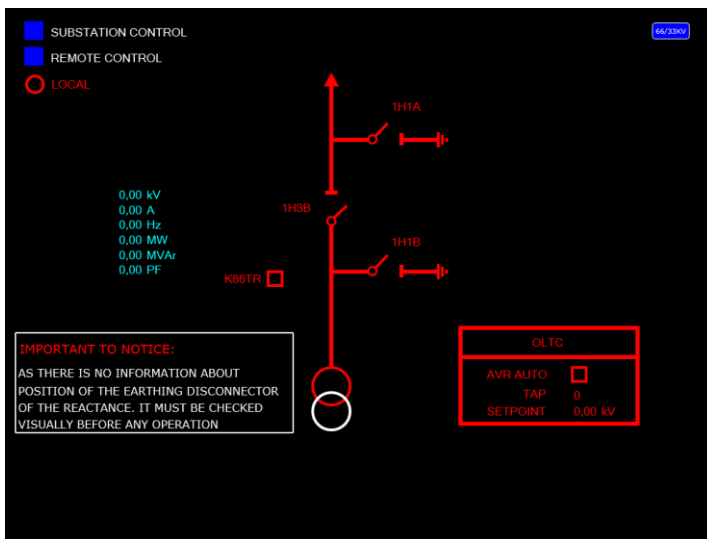 SUBSTATION CONTROL
66/33KV
REMOTE CONTROL
LOCAL
1H1A
0,00 kV
0,00 A
0,00 Hz
0,00 MW
0,00 MVAr
0,00 PF
1H3B
1H1B
K86TR
IMPORTANT TO NOTICE:
AS THERE IS NO INFORMATION ABOUT
POSITION OF THE EARTHING DISCONNECTOR
OF THE REACTANCE. IT MUST BE CHECKED
VISUALLY BEFORE ANY OPERATION
OLTC
AVR AUTO
TAP 0
SETPOINT 0,00 kV